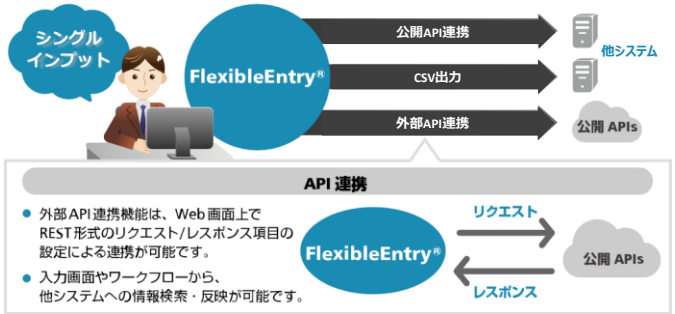 シングル
インプット
FlexibleEntry®
公開API連携
CSV出力
外部API連携
他システム
公開 APIs
API 連携
● 外部API連携機能は、Web画面上で
REST形式のリクエスト/レスポンス項目の
設定による連携が可能です。
● 入力画面やワークフローから、
他システムへの情報検索・反映が可能です。
FlexibleEntry®
リクエスト
レスポンス
公開 APIs